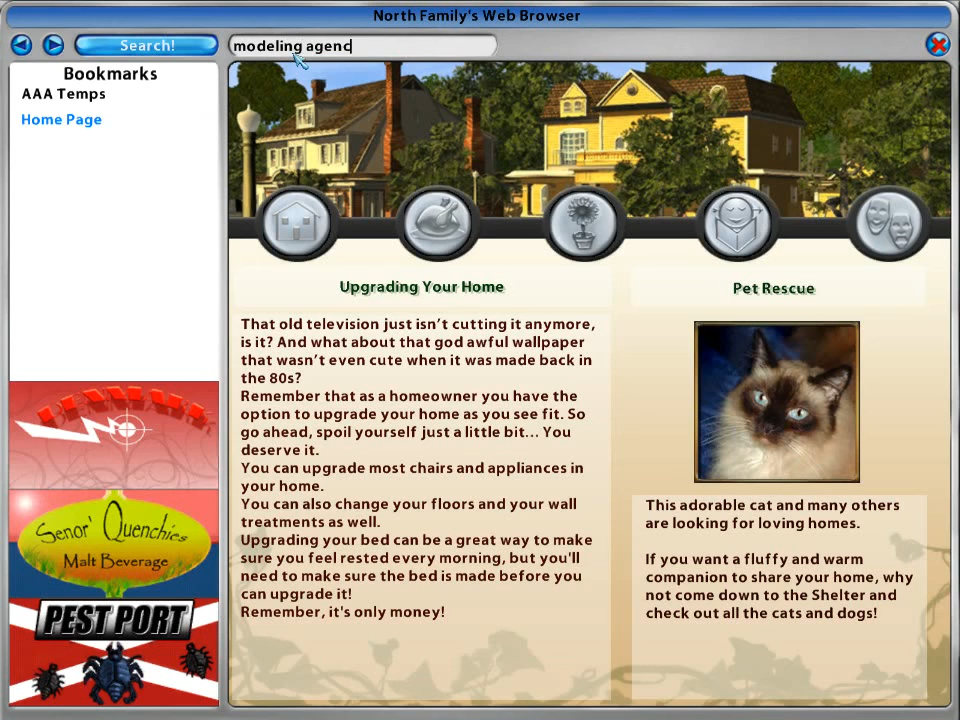 North Family's Web Browser
Search!
modeling agenc
Bookmarks
AAA Temps
Home Page
Senor' Quenchies
Malt Beverage
PEST PORT
Upgrading Your Home
That old television just isn't cutting it anymore,
is it? And what about that god awful wallpaper
that wasn't even cute when it was made back in
the 80s?
Remember that as a homeowner you have the
option to upgrade your home as you see fit. So
go ahead, spoil yourself just a little bit... You
deserve it.
You can upgrade most chairs and appliances in
your home.
You can also change your floors and your wall
treatments as well.
Upgrading your bed can be a great way to make
sure you feel rested every morning, but you'll
need to make sure the bed is made before you
can upgrade it!
Remember, it's only money!
Pet Rescue
This adorable cat and many others
are looking for loving homes.
If you want a fluffy and warm
companion to share your home, why
not come down to the Shelter and
check out all the cats and dogs!